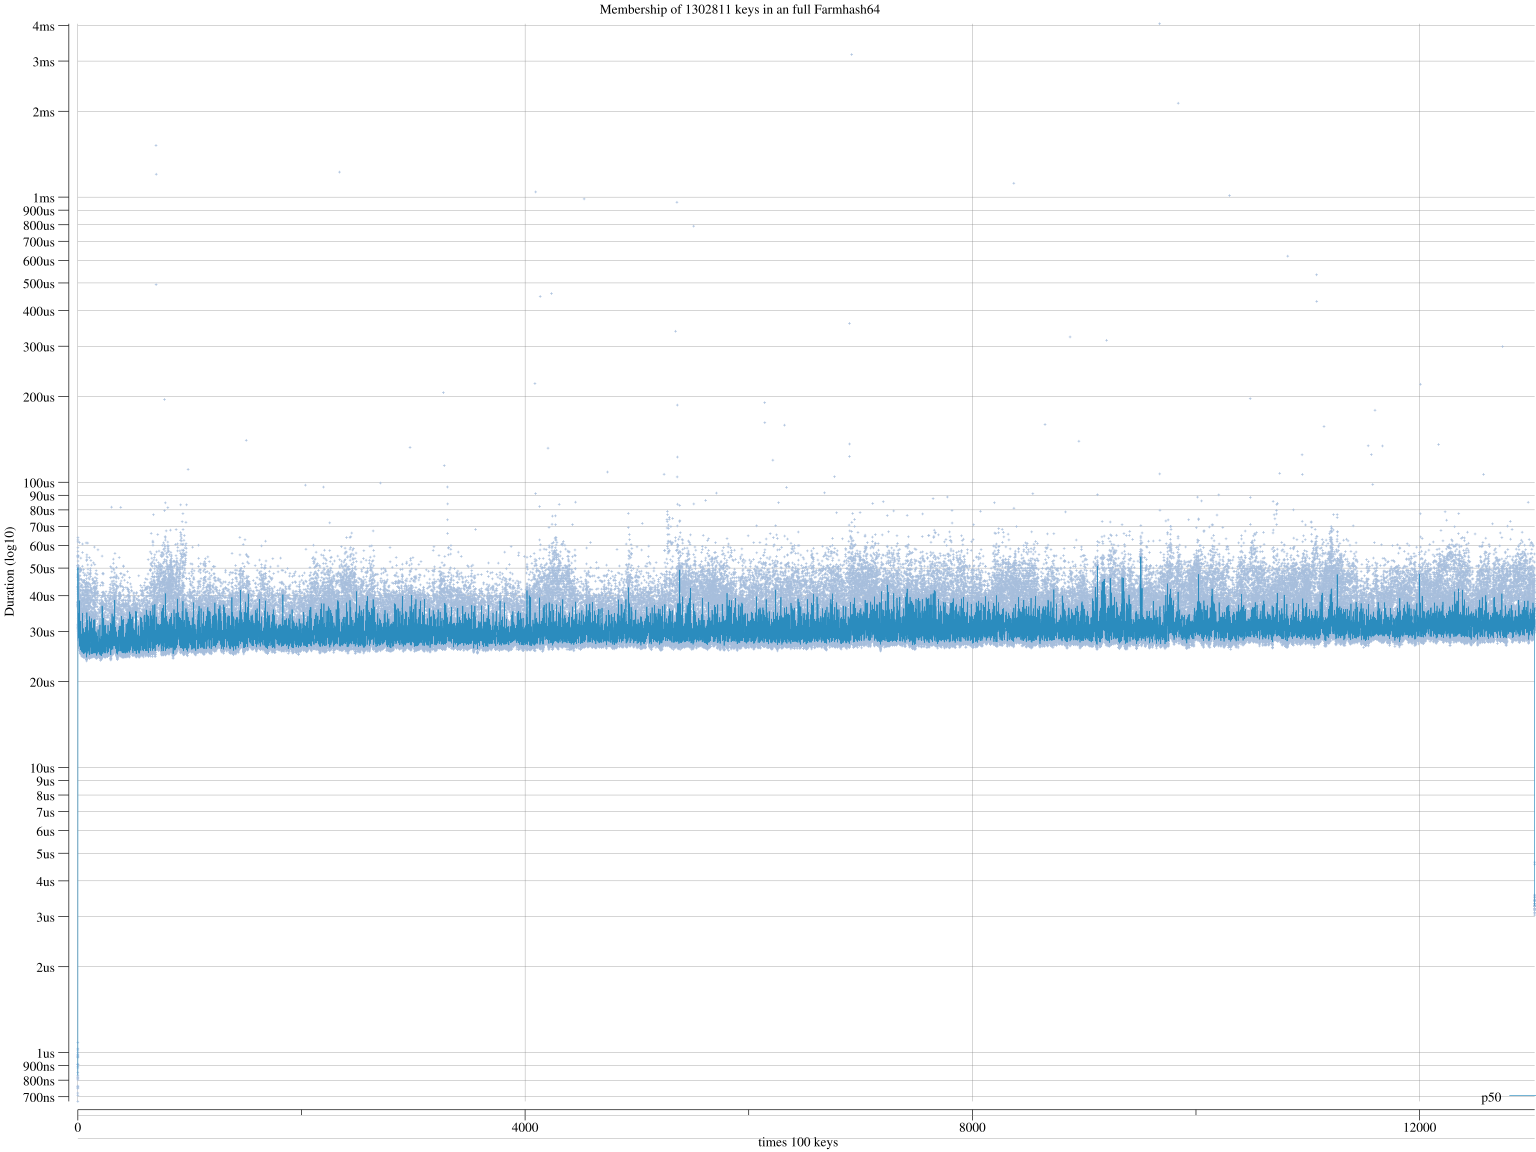 Membership of 1302811 keys in an full Farmhash64
4ms
3ms
2ms
1ms
900us
800us
700us
600us
500us
400us
300us
200us
100us
90us
80us
70us
60us
50us
40us
30us
20us
10us
9us
8us
7us
6us
5us
4us
3us
2us
1us
900ns
800ns
700ns
Duration (log10)
p50
0 4000 8000 12000
times 100 keys